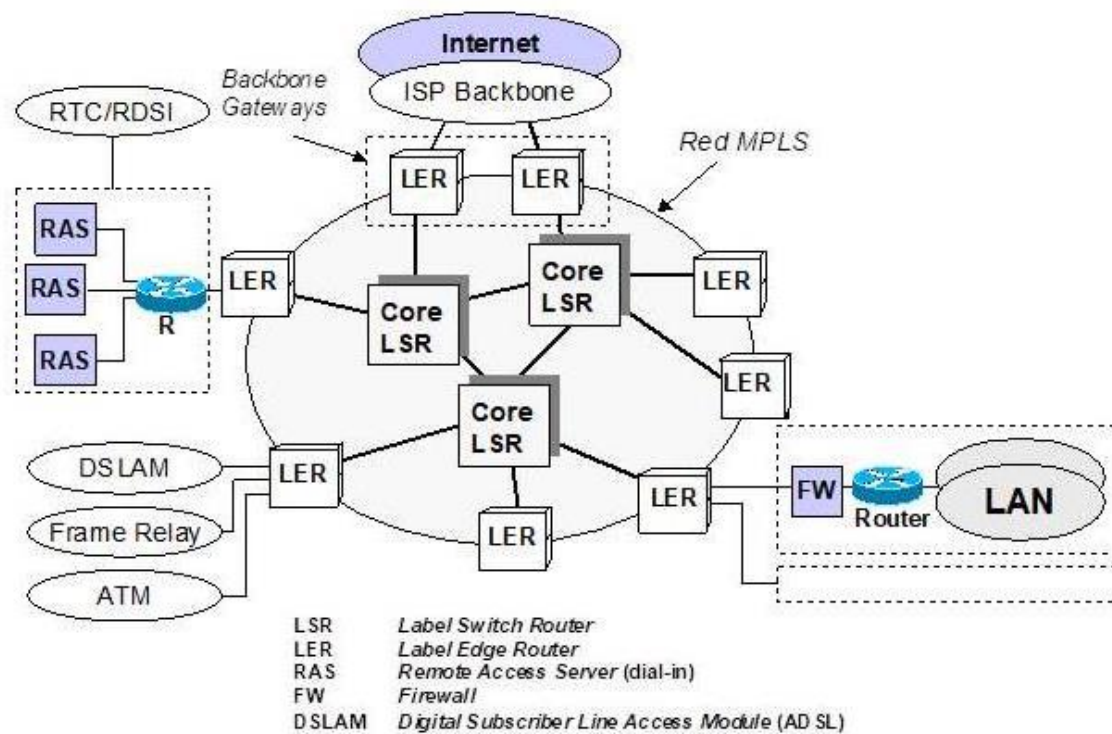 Internet
ISP Backbone
Backbone
Gateways
RTC/RDSI
Red MPLS
LER
LER
RAS
RAS
RAS
R
LER
Core
LSR
Core
LSR
LER
LER
Core
LSR
DSLAM
Frame Relay
ATM
LER
LER
LER
FW
Router
LAN
LSR Label Switch Router
LER Label Edge Router
RAS Remote Access Server (dial-in)
FW Firewall
DSLAM Digital Subscriber Line Access Module (ADSL)